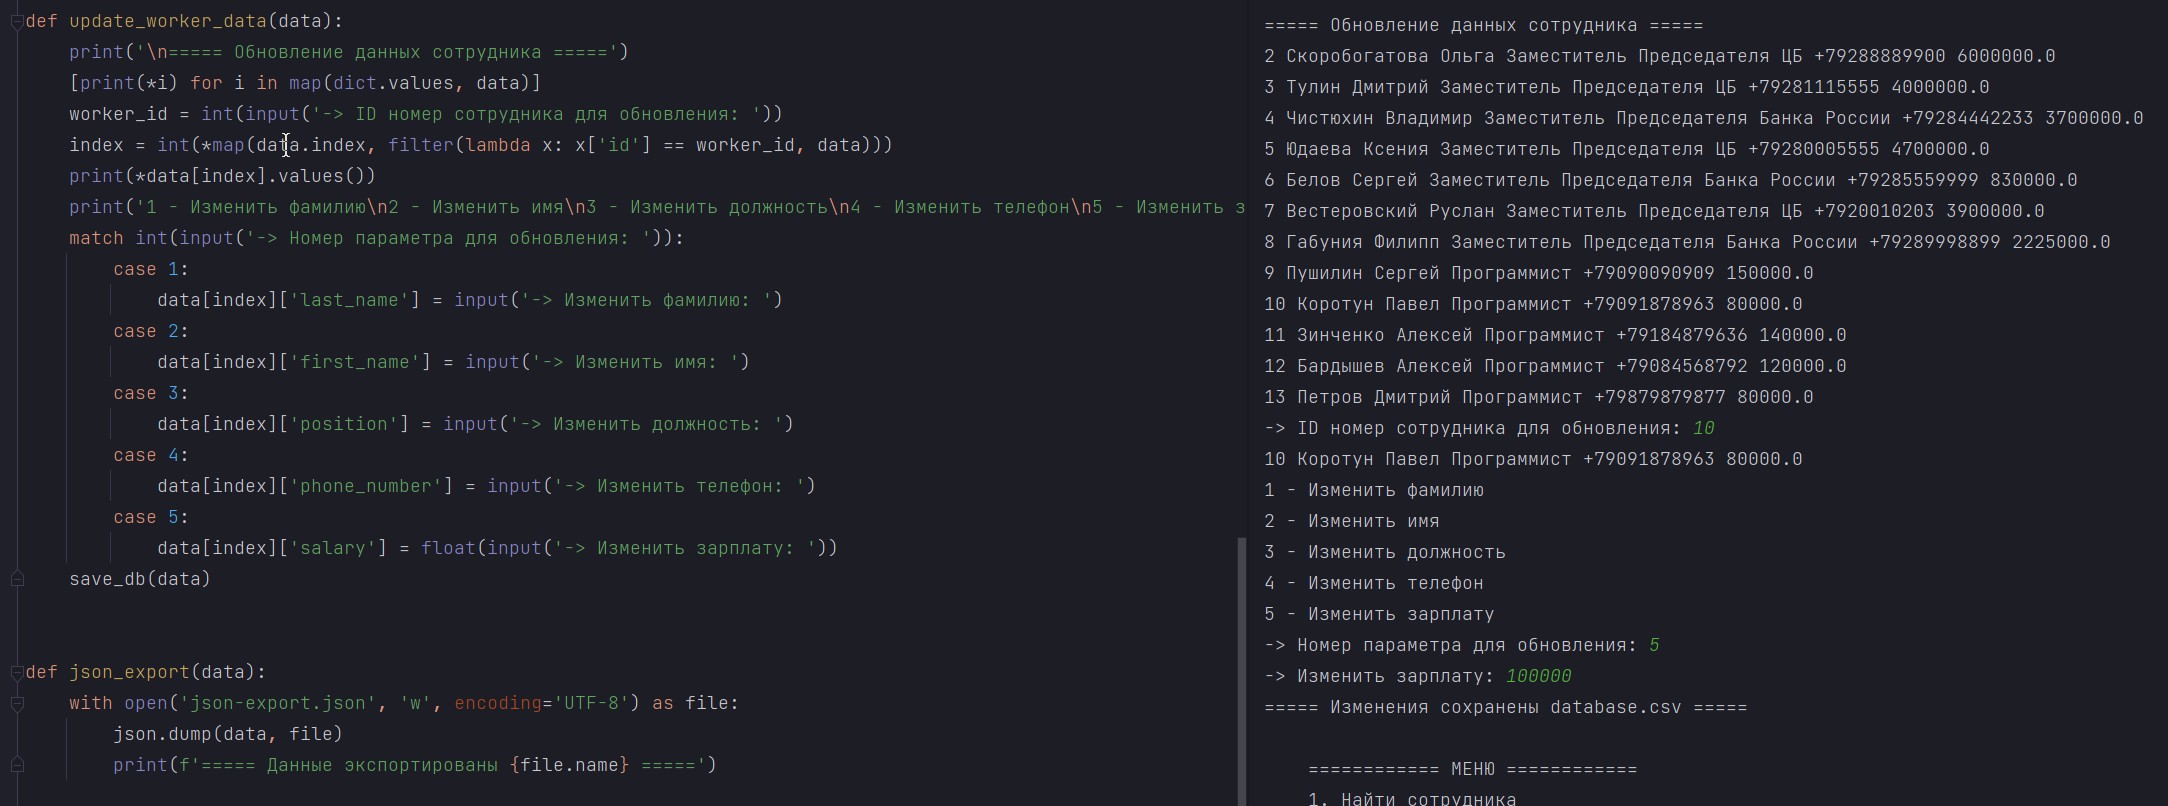 def update_worker_data(data):
    print('\n===== Обновление данных сотрудника =====')
    [print(*i) for i in map(dict.values, data)]
    worker_id = int(input('-> ID номер сотрудника для обновления: '))
    index = int(*map(data.index, filter(lambda x: x['id'] == worker_id, data)))
    print(*data[index].values())
    print('1 - Изменить фамилию\n2 - Изменить имя\n3 - Изменить должность\n4 - Изменить телефон\n5 - Изменить з
    match int(input('-> Номер параметра для обновления: ')):
        case 1:
            data[index]['last_name'] = input('-> Изменить фамилию: ')
        case 2:
            data[index]['first_name'] = input('-> Изменить имя: ')
        case 3:
            data[index]['position'] = input('-> Изменить должность: ')
        case 4:
            data[index]['phone_number'] = input('-> Изменить телефон: ')
        case 5:
            data[index]['salary'] = float(input('-> Изменить зарплату: '))
    save_db(data)
def json_export(data):
    with open('json-export.json', 'w', encoding='UTF-8') as file:
        json.dump(data, file)
        print(f'===== Данные экспортированы {file.name} =====')
===== Обновление данных сотрудника =====
2 Скоробогатова Ольга Заместитель Председателя ЦБ +79288889900 6000000.0
3 Тулин Дмитрий Заместитель Председателя ЦБ +79281115555 4000000.0
4 Чистюхин Владимир Заместитель Председателя Банка России +79284442233 3700000.0
5 Юдаева Ксения Заместитель Председателя ЦБ +79280005555 4700000.0
6 Белов Сергей Заместитель Председателя Банка России +79285559999 830000.0
7 Вестеровский Руслан Заместитель Председателя ЦБ +7920010203 3900000.0
8 Габуния Филипп Заместитель Председателя Банка России +79289998899 2225000.0
9 Пушилин Сергей Программист +79090090909 150000.0
10 Коротун Павел Программист +79091878963 80000.0
11 Зинченко Алексей Программист +79184879636 140000.0
12 Бардышев Алексей Программист +79084568792 120000.0
13 Петров Дмитрий Программист +79879879877 80000.0
-> ID номер сотрудника для обновления: 10
10 Коротун Павел Программист +79091878963 80000.0
1 - Изменить фамилию
2 - Изменить имя
3 - Изменить должность
4 - Изменить телефон
5 - Изменить зарплату
-> Номер параметра для обновления: 5
-> Изменить зарплату: 100000
===== Изменения сохранены database.csv =====
============ МЕНЮ ============
1. Найти сотрудника